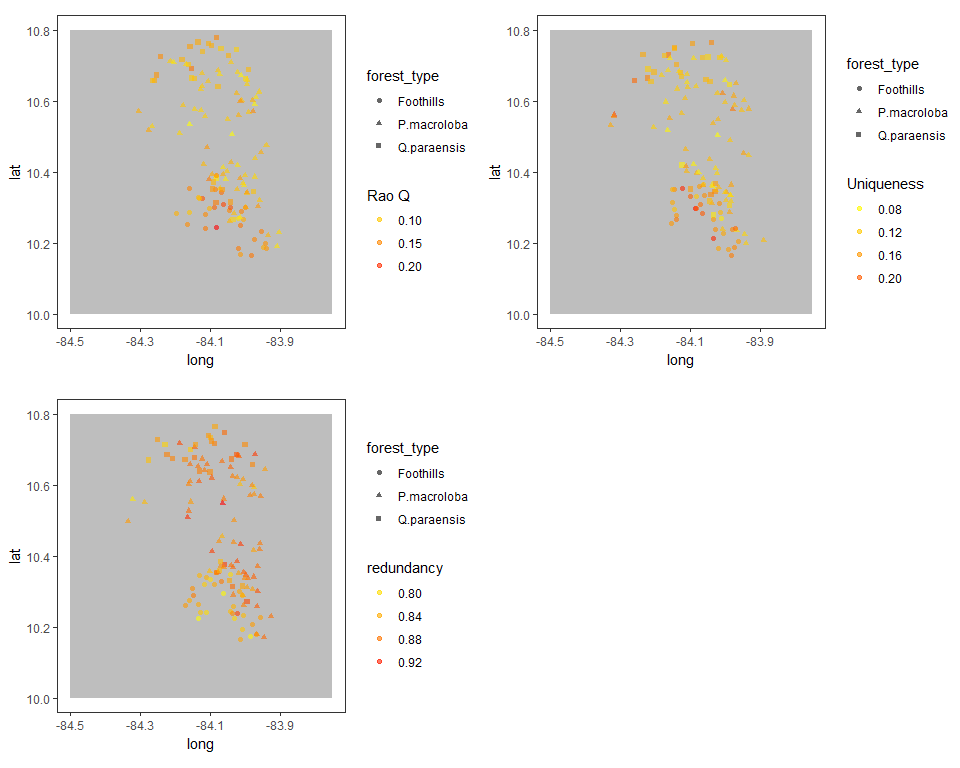 10.8
10.6
10.4
10.2
10.0
lat
-84.5
-84.3
-84.1
-83.9
long
forest_type
Foothills
P.macroloba
Q.paraensis
Rao Q
0.10
0.15
0.20
10.8
10.6
10.4
10.2
10.0
lat
-84.5
-84.3
-84.1
-83.9
long
forest_type
Foothills
P.macroloba
Q.paraensis
Uniqueness
0.08
0.12
0.16
0.20
10.8
10.6
10.4
10.2
10.0
lat
-84.5
-84.3
-84.1
-83.9
long
forest_type
Foothills
P.macroloba
Q.paraensis
redundancy
0.80
0.84
0.88
0.92